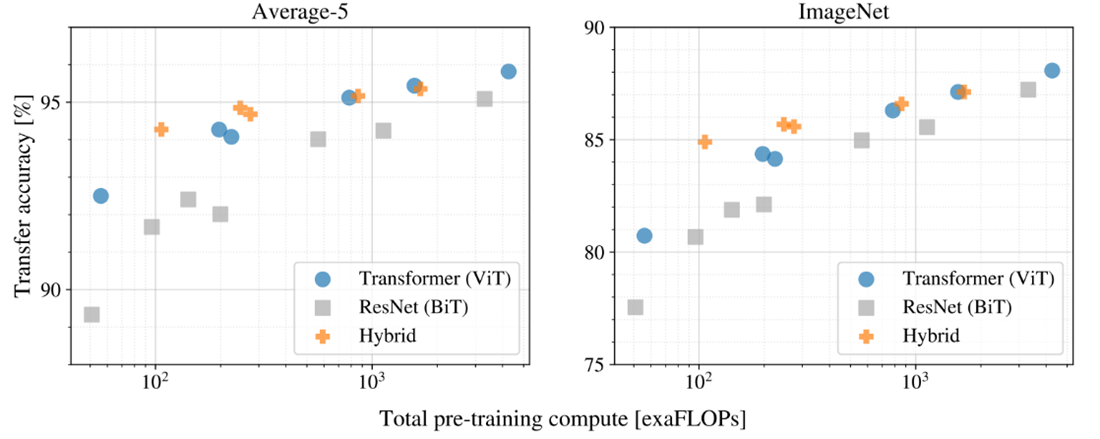 Average-5
ImageNet
Transfer accuracy [%]
95
90
10²
10³
Transformer (ViT)
ResNet (BiT)
Hybrid
90
85
80
75
10²
10³
Transformer (ViT)
ResNet (BiT)
Hybrid
Total pre-training compute [exaFLOPs]